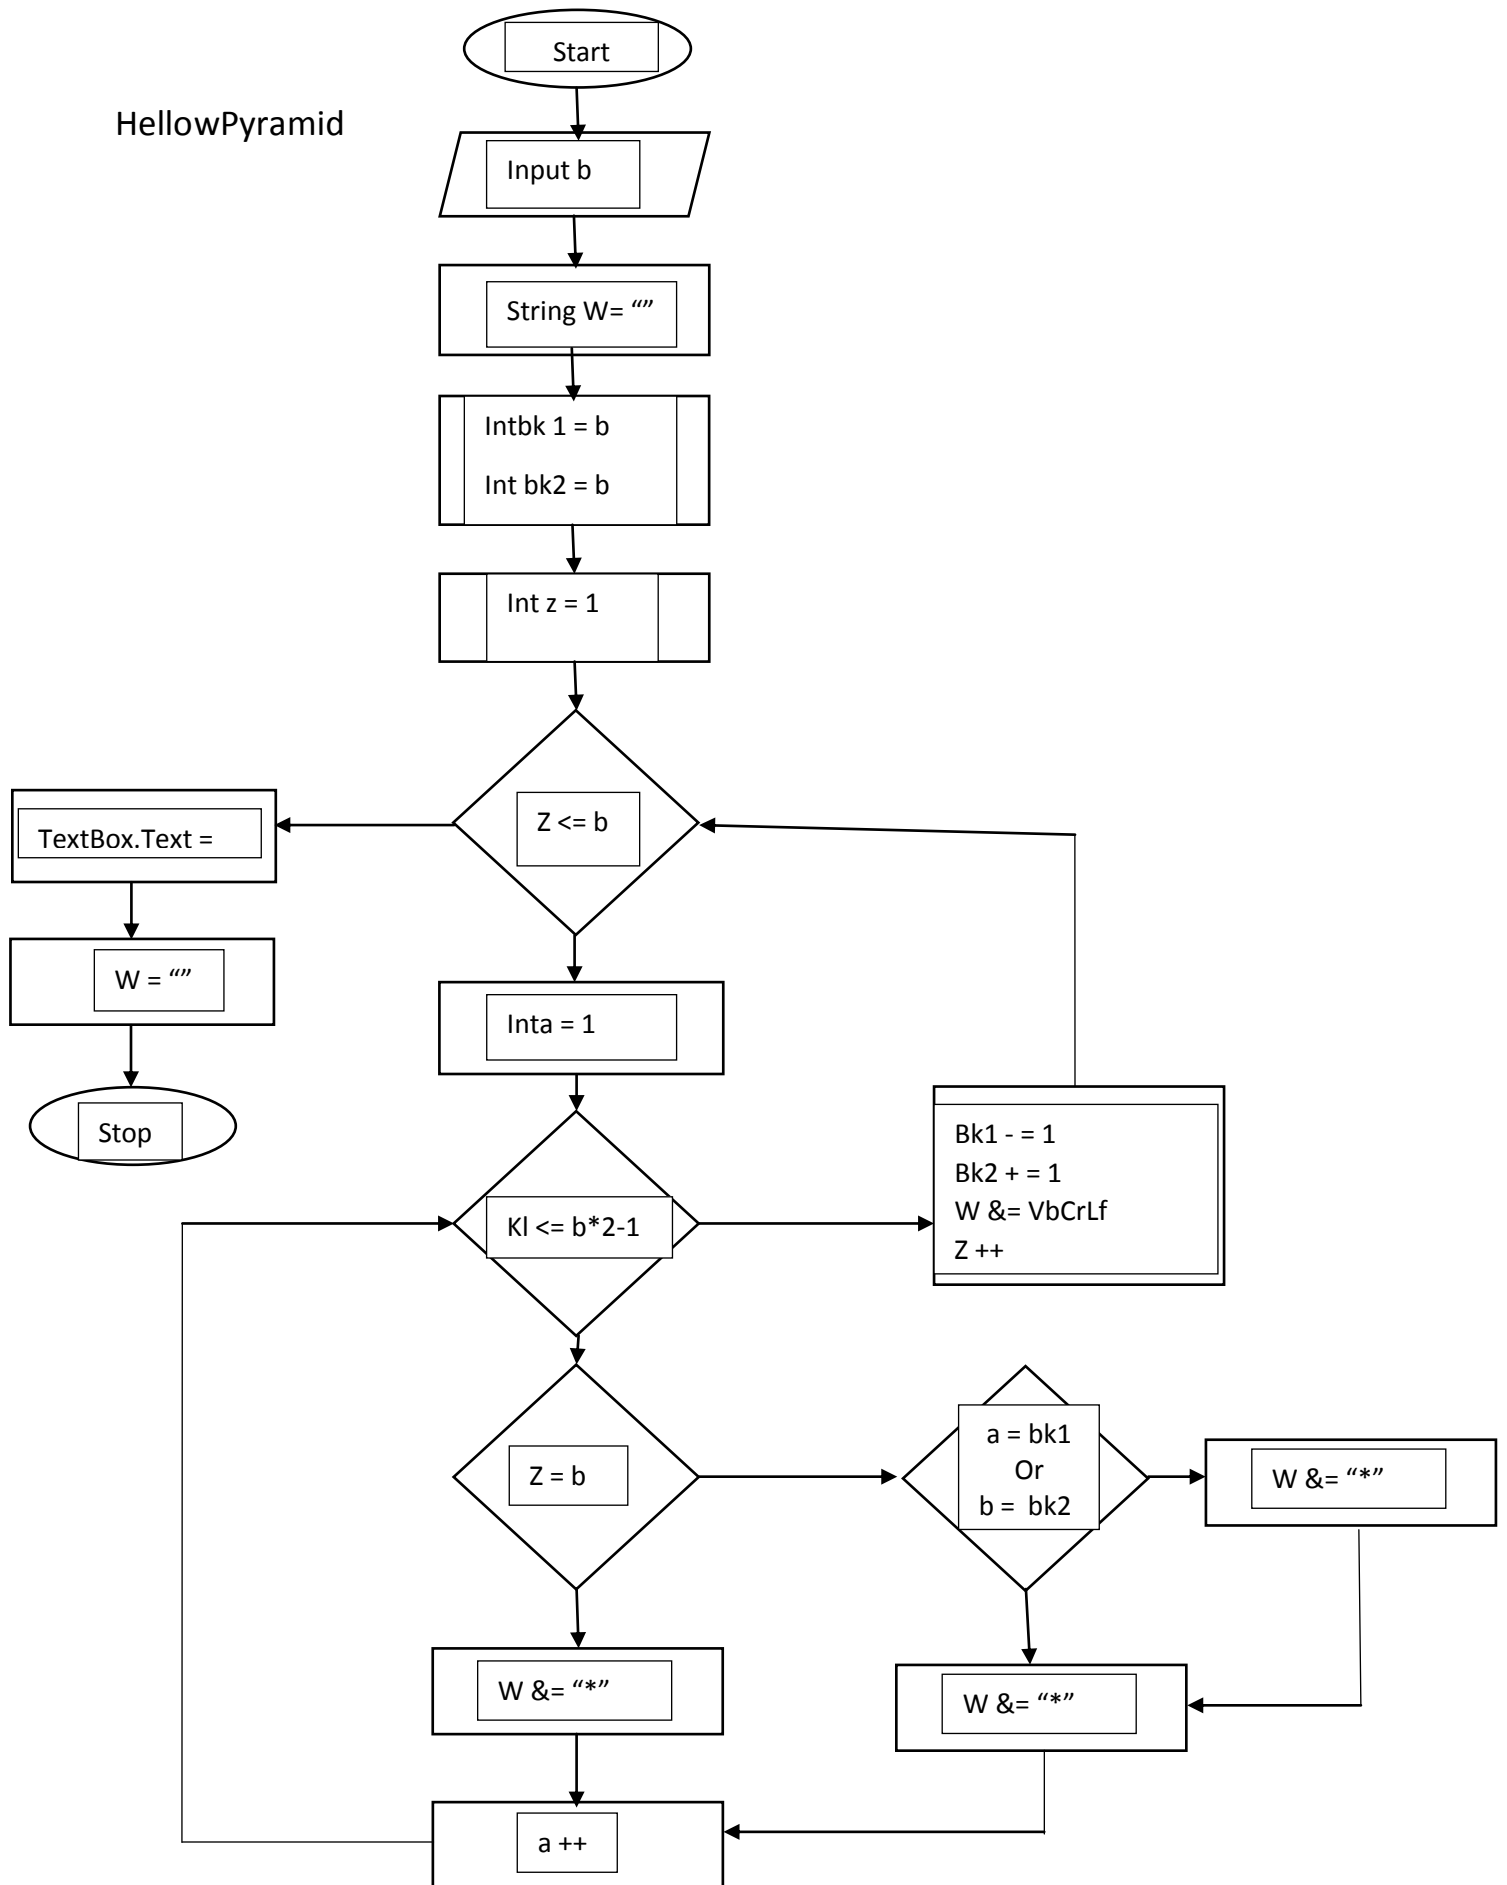 Start
HellowPyramid
Input b
String W= “”
Intbk 1 = b
Int bk2 = b
Int z = 1
Z <= b
TextBox.Text =
W = “”
Stop
Inta = 1
Kl <= b*2-1
Bk1 - = 1
Bk2 + = 1
W &= VbCrLf
Z ++
Z = b
a = bk1
Or
b = bk2
W &= “*”
W &= “*”
W &= “*”
a ++